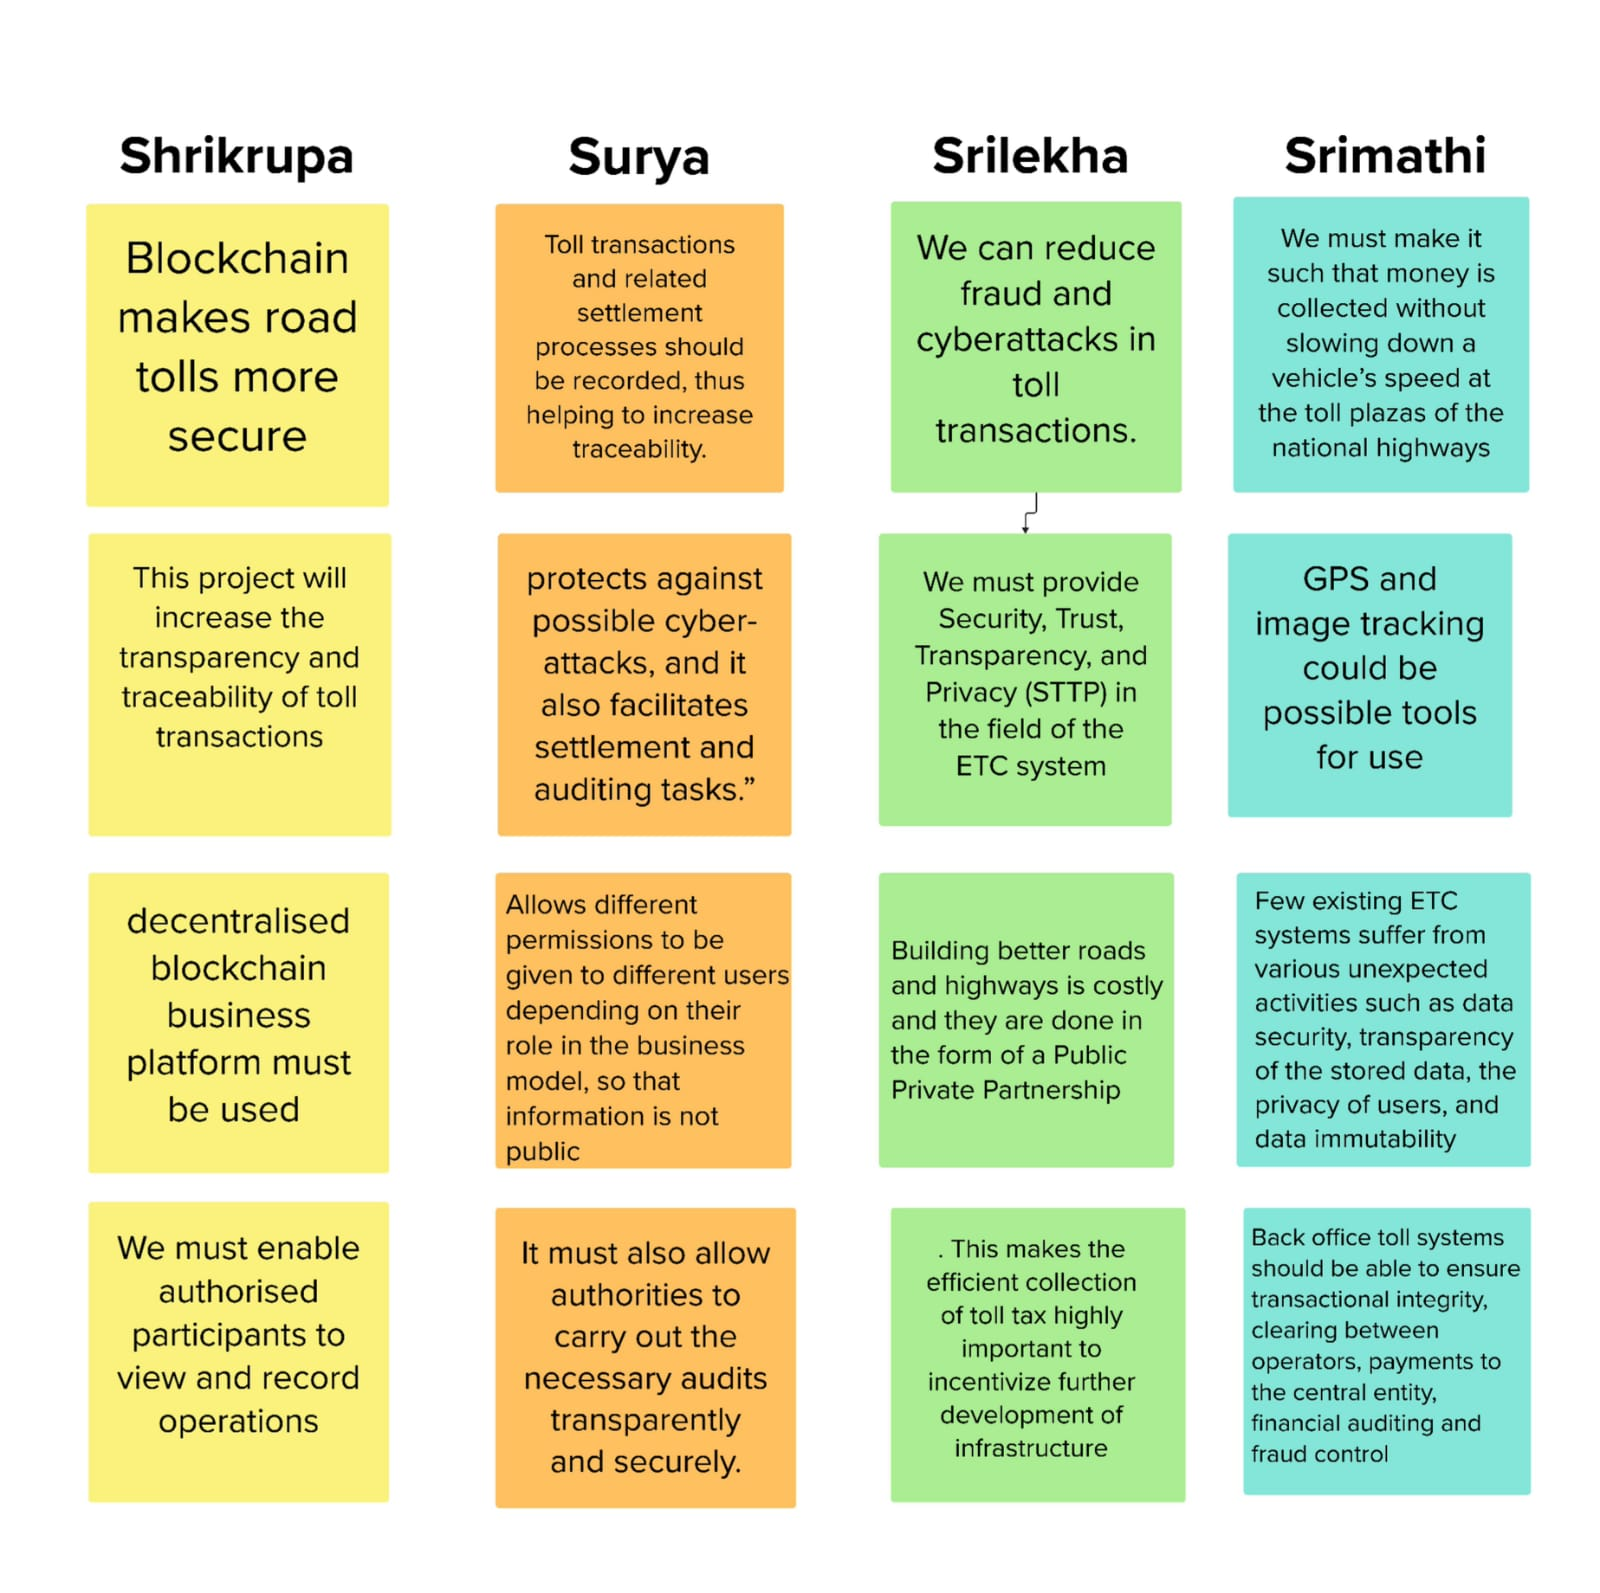 Shrikrupa
Surya
Srilekha
Srimathi
Blockchain
makes road
tolls more
secure
Toll transactions
and related
settlement
processes should
be recorded, thus
helping to increase
traceability.
We can reduce
fraud and
cyberattacks in
toll
transactions.
We must make it
such that money is
collected without
slowing down a
vehicle’s speed at
the toll plazas of the
national highways
This project will
increase the
transparency and
traceability of toll
transactions
protects against
possible cyber-
attacks, and it
also facilitates
settlement and
auditing tasks.”
We must provide
Security, Trust,
Transparency, and
Privacy (STTP) in
the field of the
ETC system
GPS and
image tracking
could be
possible tools
for use
decentralised
blockchain
business
platform must
be used
Allows different
permissions to be
given to different users
depending on their
role in the business
model, so that
information is not
public
Building better roads
and highways is costly
and they are done in
the form of a Public
Private Partnership
Few existing ETC
systems suffer from
various unexpected
activities such as data
security, transparency
of the stored data, the
privacy of users, and
data immutability
We must enable
authorised
participants to
view and record
operations
It must also allow
authorities to
carry out the
necessary audits
transparently
and securely.
. This makes the
efficient collection
of toll tax highly
important to
incentivize further
development of
infrastructure
Back office toll systems
should be able to ensure
transactional integrity,
clearing between
operators, payments to
the central entity,
financial auditing and
fraud control